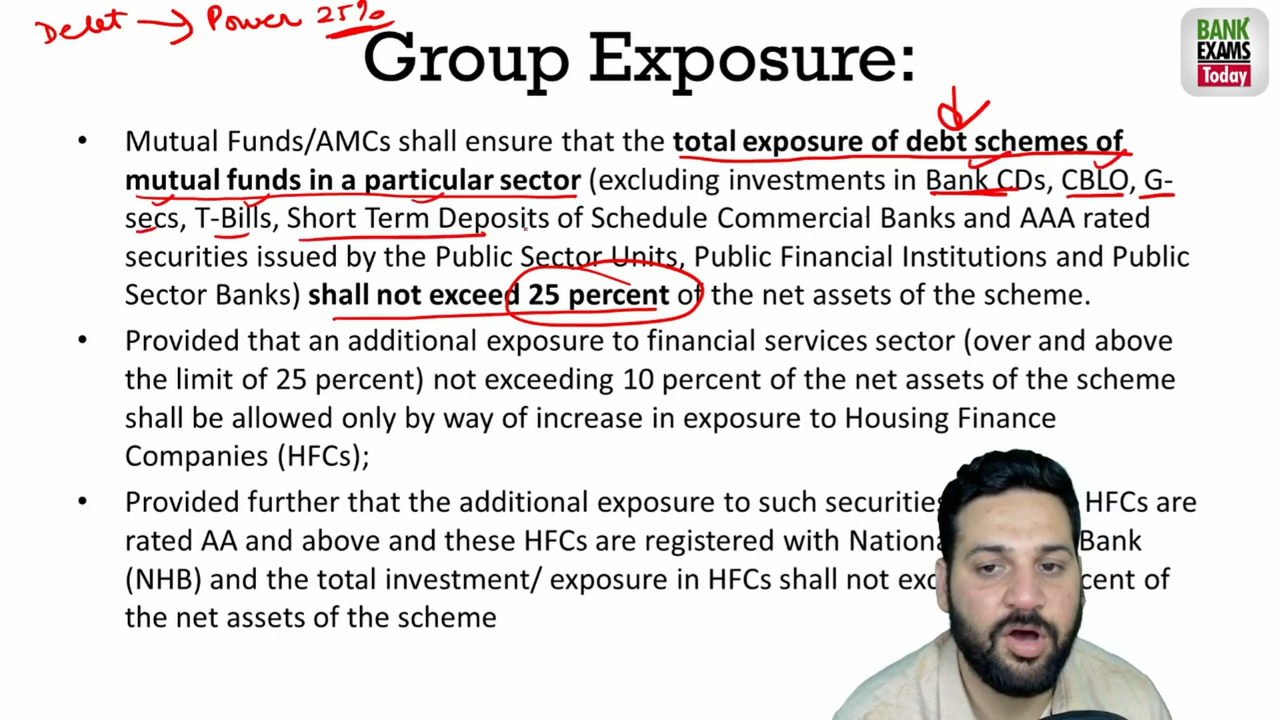 Debt → Power 25%
BANK
EXAMS
Today
Group Exposure:
• Mutual Funds/AMCs shall ensure that the total exposure of debt schemes of
mutual funds in a particular sector (excluding investments in Bank CDs, CBLO, G-
secs, T-Bills, Short Term Deposits of Schedule Commercial Banks and AAA rated
securities issued by the Public Sector Units, Public Financial Institutions and Public
Sector Banks) shall not exceed 25 percent of the net assets of the scheme.
• Provided that an additional exposure to financial services sector (over and above
the limit of 25 percent) not exceeding 10 percent of the net assets of the scheme
shall be allowed only by way of increase in exposure to Housing Finance
Companies (HFCs);
• Provided further that the additional exposure to such securities HFCs are
rated AA and above and these HFCs are registered with Bank
(NHB) and the total investment/ exposure in HFCs shall not of
the net assets of the scheme